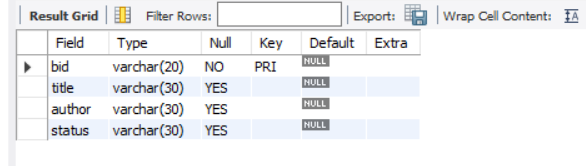 Result Grid Filter Rows: Export: Wrap Cell Content: IA
Field Type Null Key Default Extra
bid varchar(20) NO PRI NULL
title varchar(30) YES NULL
author varchar(30) YES NULL
status varchar(30) YES NULL